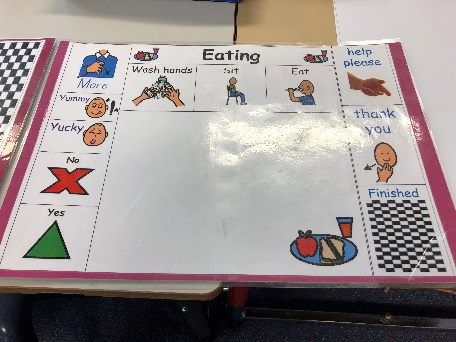 Eating
Wash hands
Sit
Eat
More
Yummy
Yucky
No
Yes
help
please
thank
you
Finished